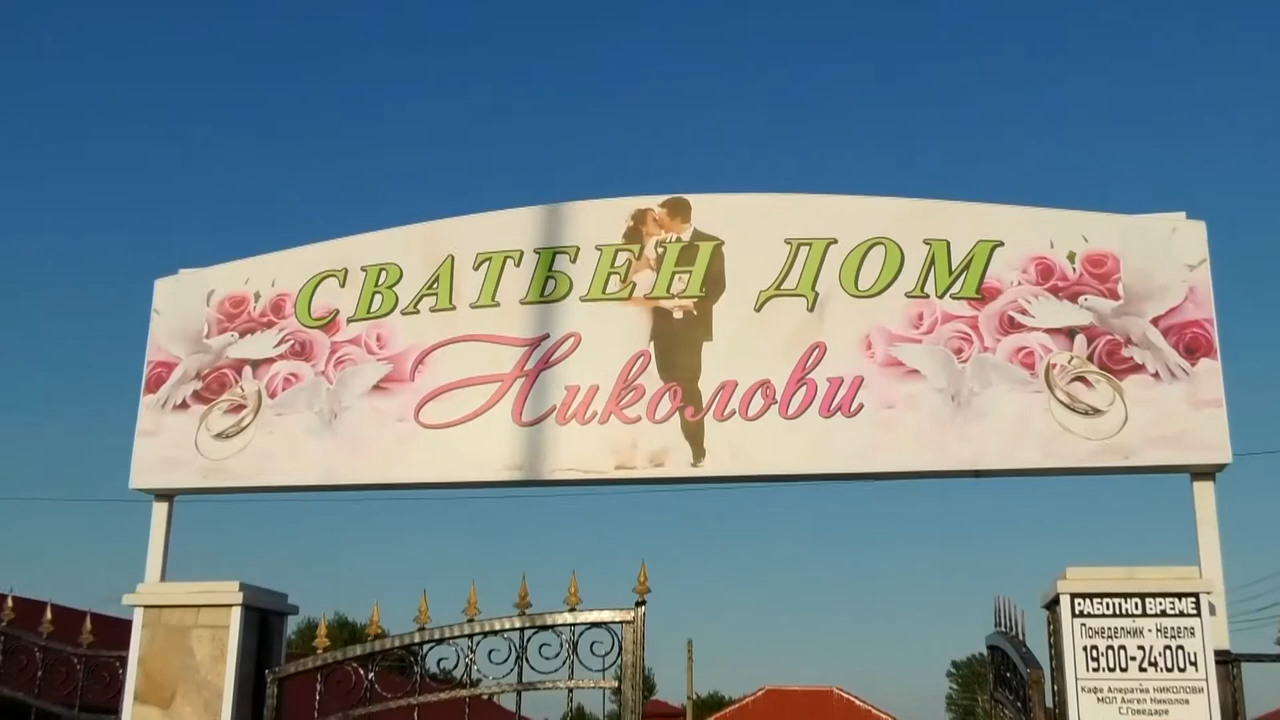 СВАТБЕН ДОМ
Николови
РАБОТНО ВРЕМЕ
Понеделник - Неделя
19:00-24:00ч
Кафе Аператив НИКОЛОВИ
МОЛ Ангел Николов
С.Говедаре